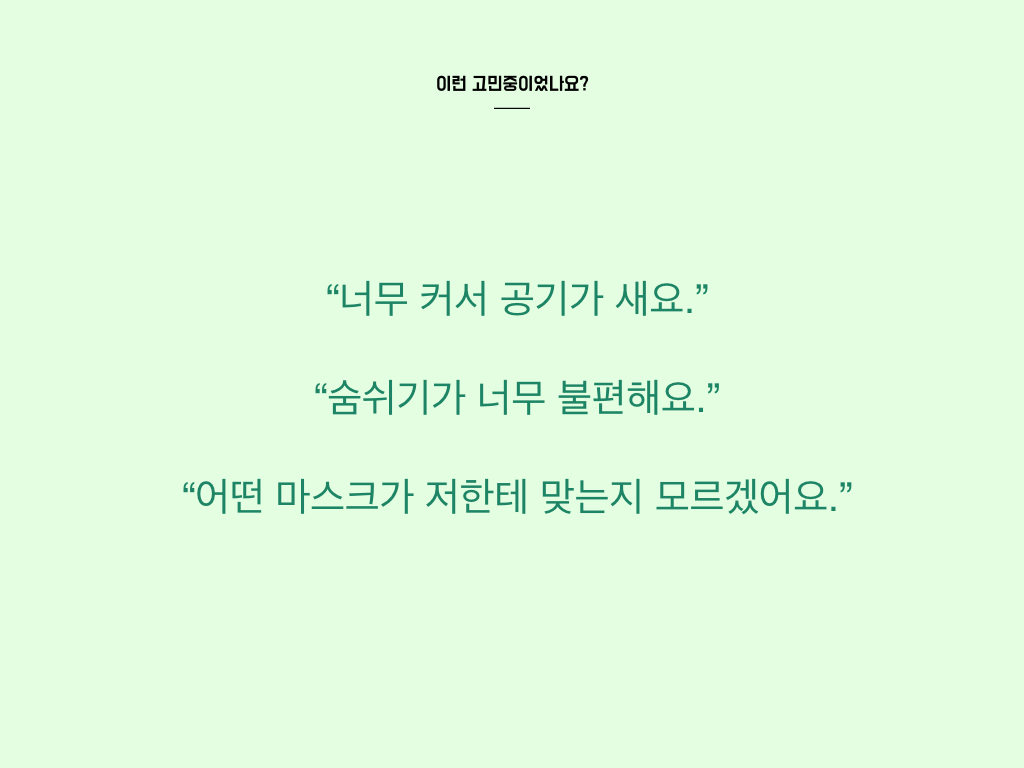 이런 고민중이었나요?
“너무 커서 공기가 새요.”
“숨쉬기가 너무 불편해요.”
“어떤 마스크가 저한테 맞는지 모르겠어요.”